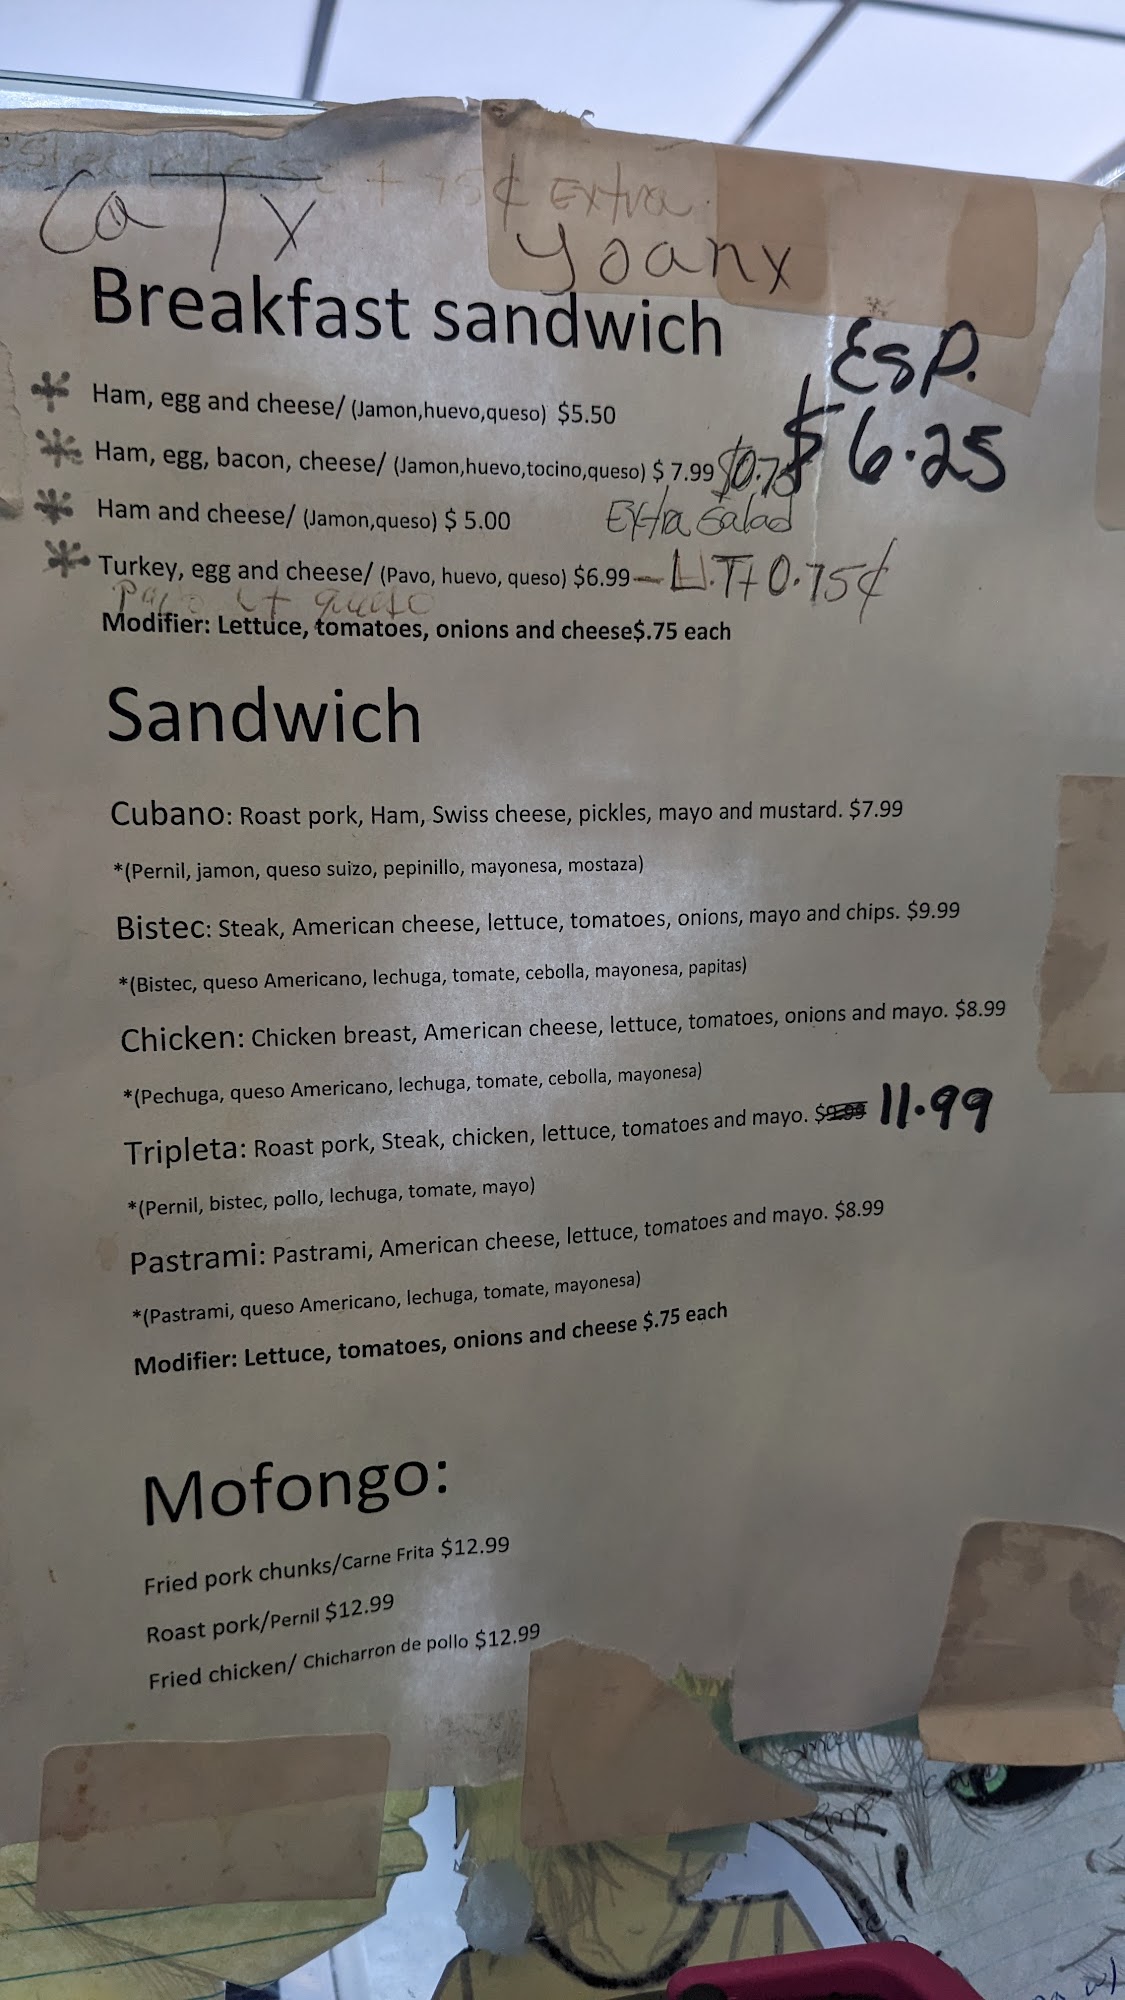 + 75¢ Extra
CaTX
yoanx
Breakfast sandwich
ESP.
$6.25
Ham, egg and cheese/ (Jamon,huevo,queso) $5.50
Ham, egg, bacon, cheese/ (Jamon,huevo,tocino,queso) $ 7.99 $0.75
Ham and cheese/ (Jamon,queso) $ 5.00 Extra Salad
Turkey, egg and cheese/ (Pavo, huevo, queso) $6.99 – L.T+ 0.75¢
Pavo Lt queso
Modifier: Lettuce, tomatoes, onions and cheese$.75 each
Sandwich
Cubano: Roast pork, Ham, Swiss cheese, pickles, mayo and mustard. $7.99
*(Pernil, jamon, queso suizo, pepinillo, mayonesa, mostaza)
Bistec: Steak, American cheese, lettuce, tomatoes, onions, mayo and chips. $9.99
*(Bistec, queso Americano, lechuga, tomate, cebolla, mayonesa, papitas)
Chicken: Chicken breast, American cheese, lettuce, tomatoes, onions and mayo. $8.99
*(Pechuga, queso Americano, lechuga, tomate, cebolla, mayonesa)
Tripleta: Roast pork, Steak, chicken, lettuce, tomatoes and mayo. $9.99 11.99
*(Pernil, bistec, pollo, lechuga, tomate, mayo)
Pastrami: Pastrami, American cheese, lettuce, tomatoes and mayo. $8.99
*(Pastrami, queso Americano, lechuga, tomate, mayonesa)
Modifier: Lettuce, tomatoes, onions and cheese $.75 each
Mofongo:
Fried pork chunks/Carne Frita $12.99
Roast pork/Pernil $12.99
Fried chicken/ Chicharron de pollo $12.99